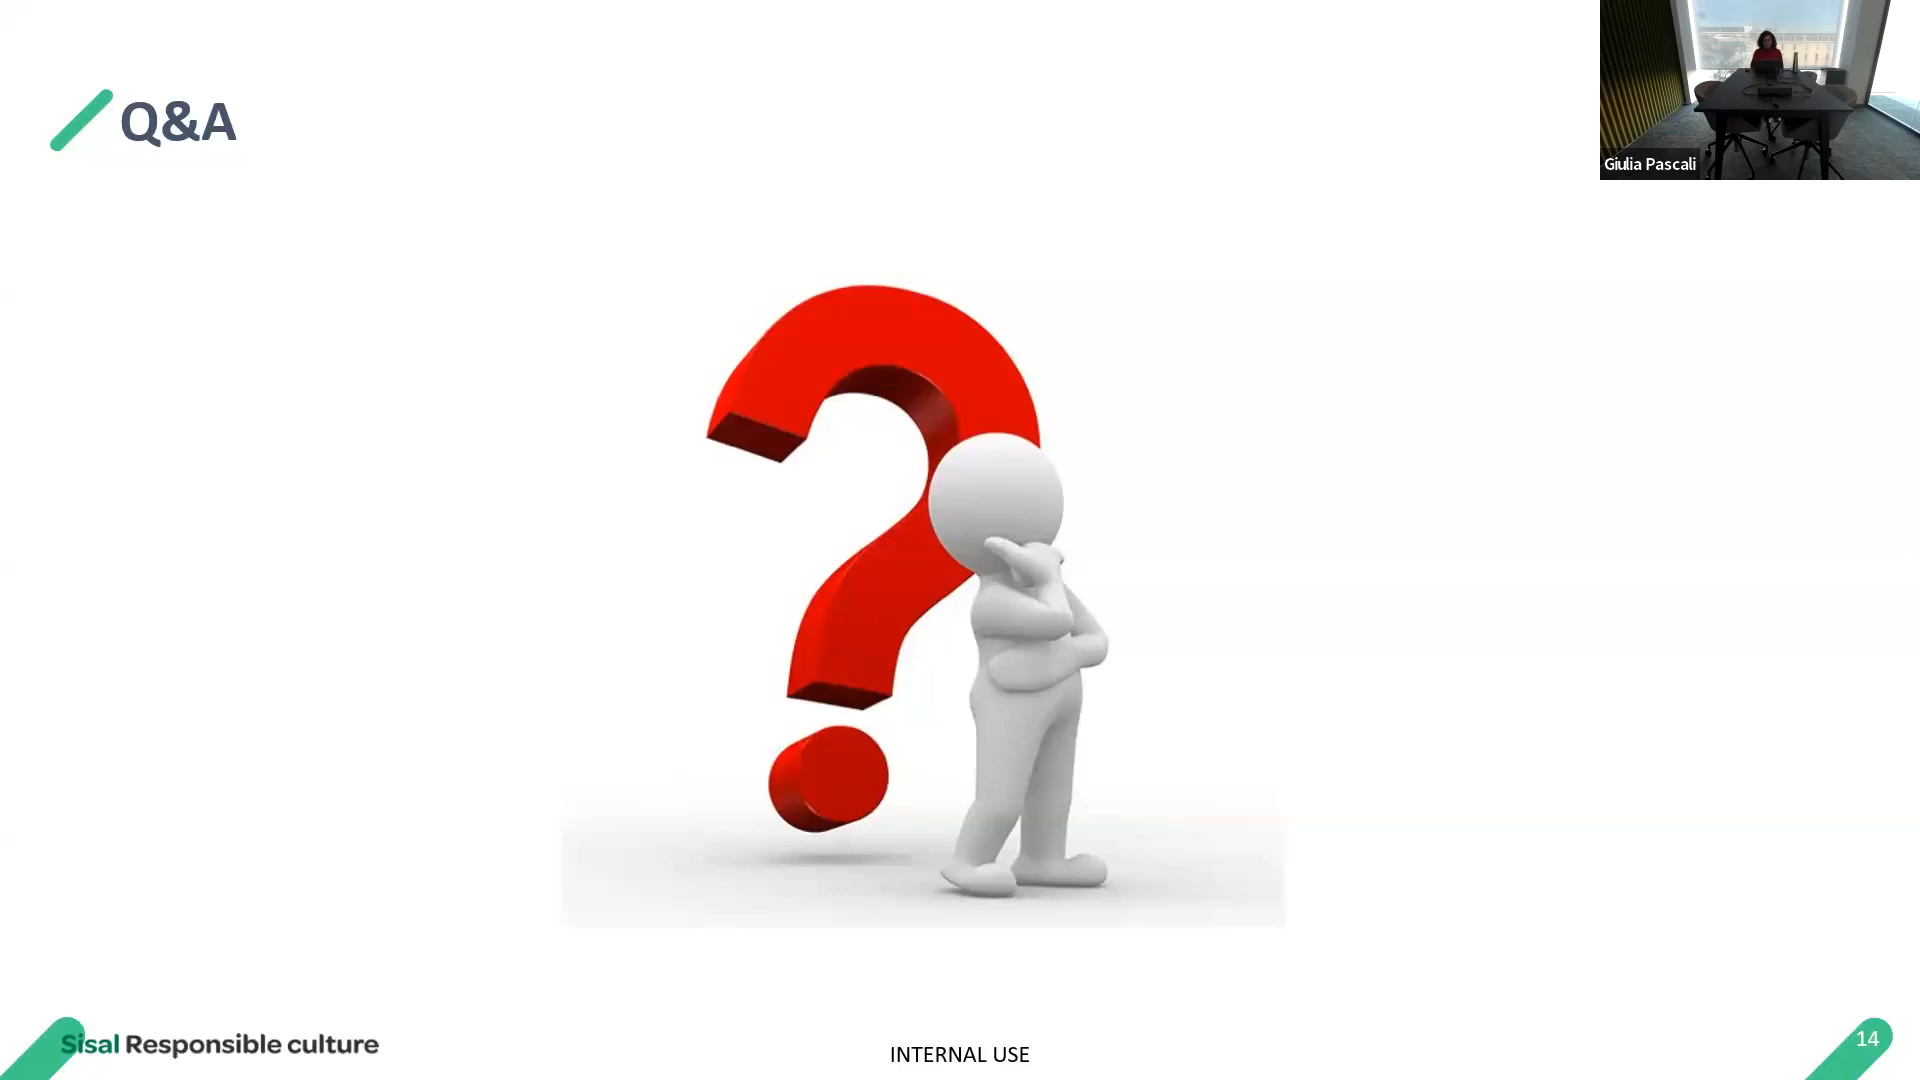 Q&A
Giulia Pascali
Sisal Responsible culture
INTERNAL USE
14